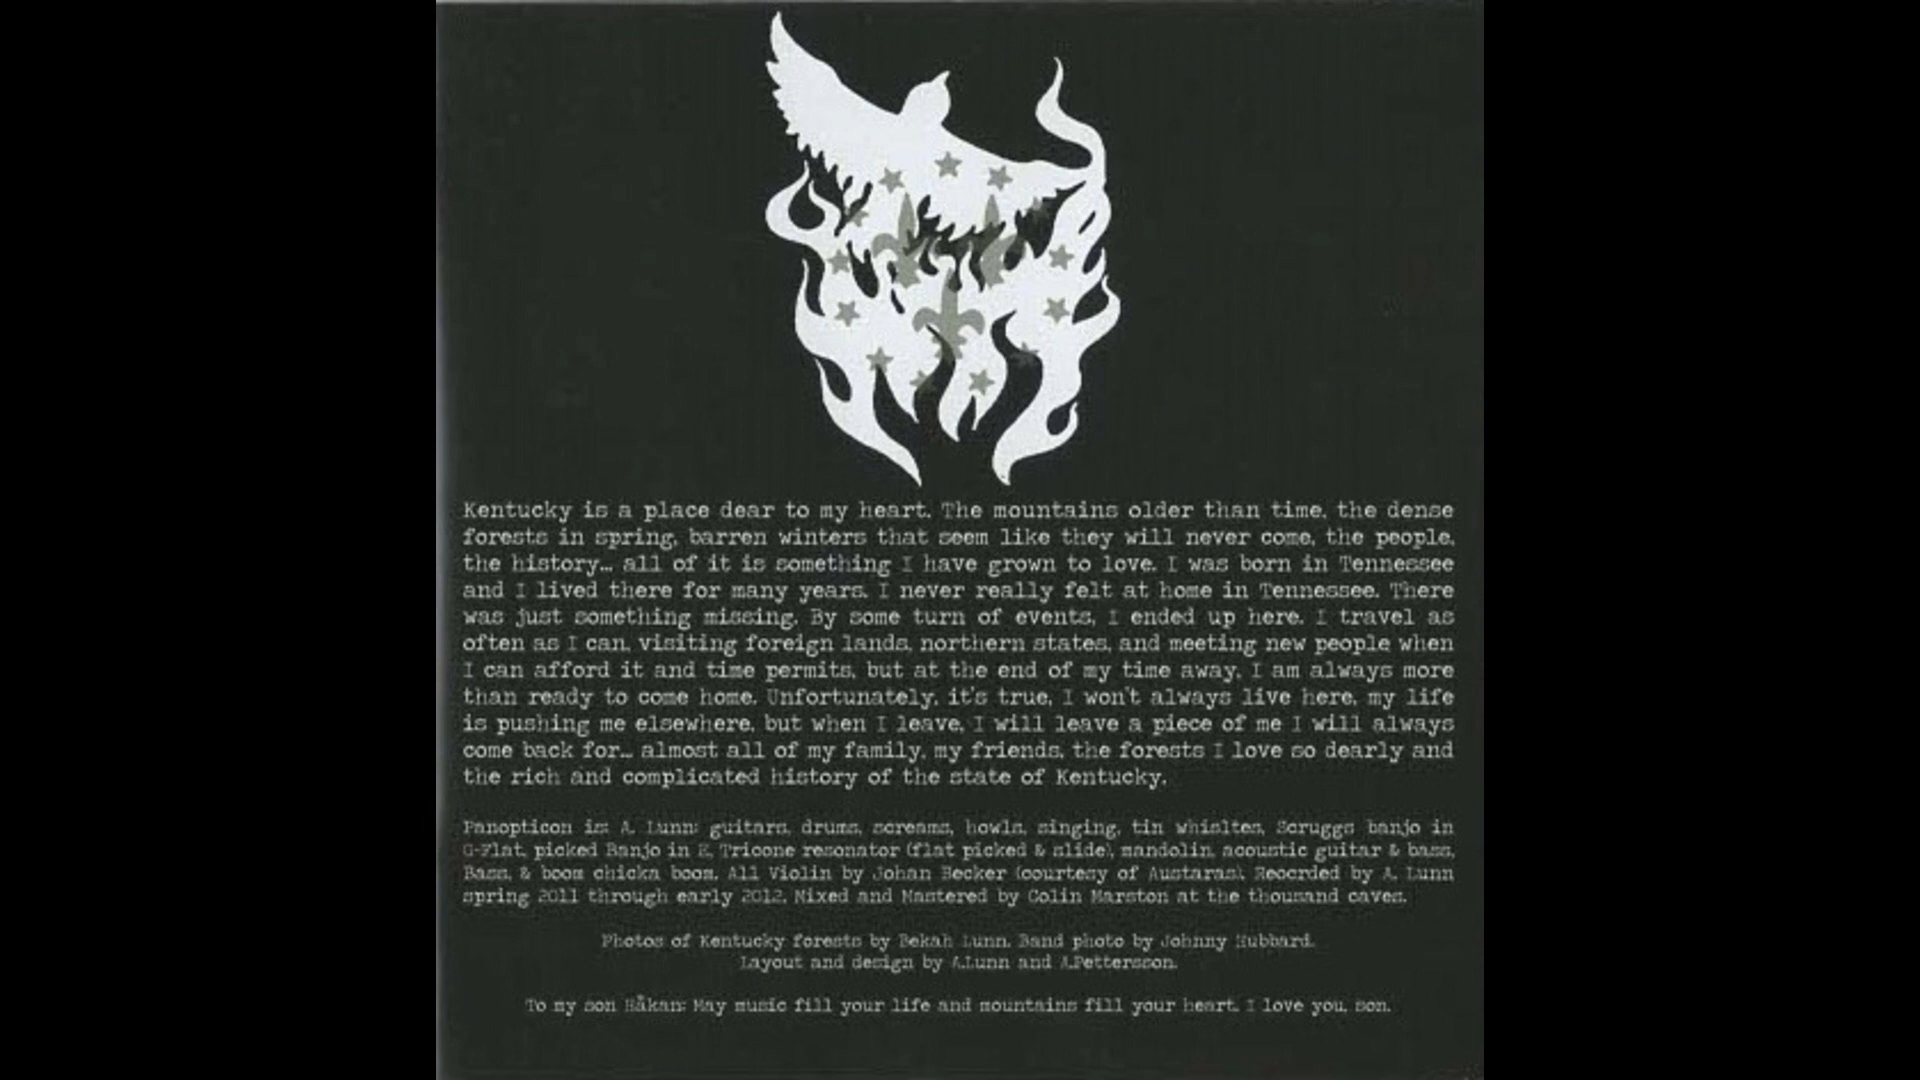 Kentucky is a place dear to my heart. The mountains older than time, the dense
forests in spring, barren winters that seem like they will never come, the people,
the history... all of it is something I have grown to love. I was born in Tennessee
and I lived there for many years. I never really felt at home in Tennessee. There
was just something missing. By some turn of events, I ended up here. I travel as
often as I can, visiting foreign lands, northern states, and meeting new people when
I can afford it and time permits, but at the end of my time away, I am always more
than ready to come home. Unfortunately, it's true, I won't always live here, my life
is pushing me elsewhere, but when I leave, I will leave a piece of me I will always
come back for... almost all of my family, my friends, the forests I love so dearly and
the rich and complicated history of the state of Kentucky.
Panopticon is: A. Lunn: guitars, drums, screams, howls, singing, tin whisltes, Scruggs banjo in
G-Flat, picked Banjo in E, Tricone resonator (flat picked & slide), mandolin, acoustic guitar & bass,
Bass, & boom chicka boom. All Violin by Johan Becker (courtesy of Austaras). Reocrded by A. Lunn
spring 2011 through early 2012. Mixed and Mastered by Colin Marston at the thousand caves.
Photos of Kentucky forests by Bekah Lunn. Band photo by Johnny Hubbard.
Layout and design by A.Lunn and A.Pettersson.
To my son Håkan: May music fill your life and mountains fill your heart. I love you, son.